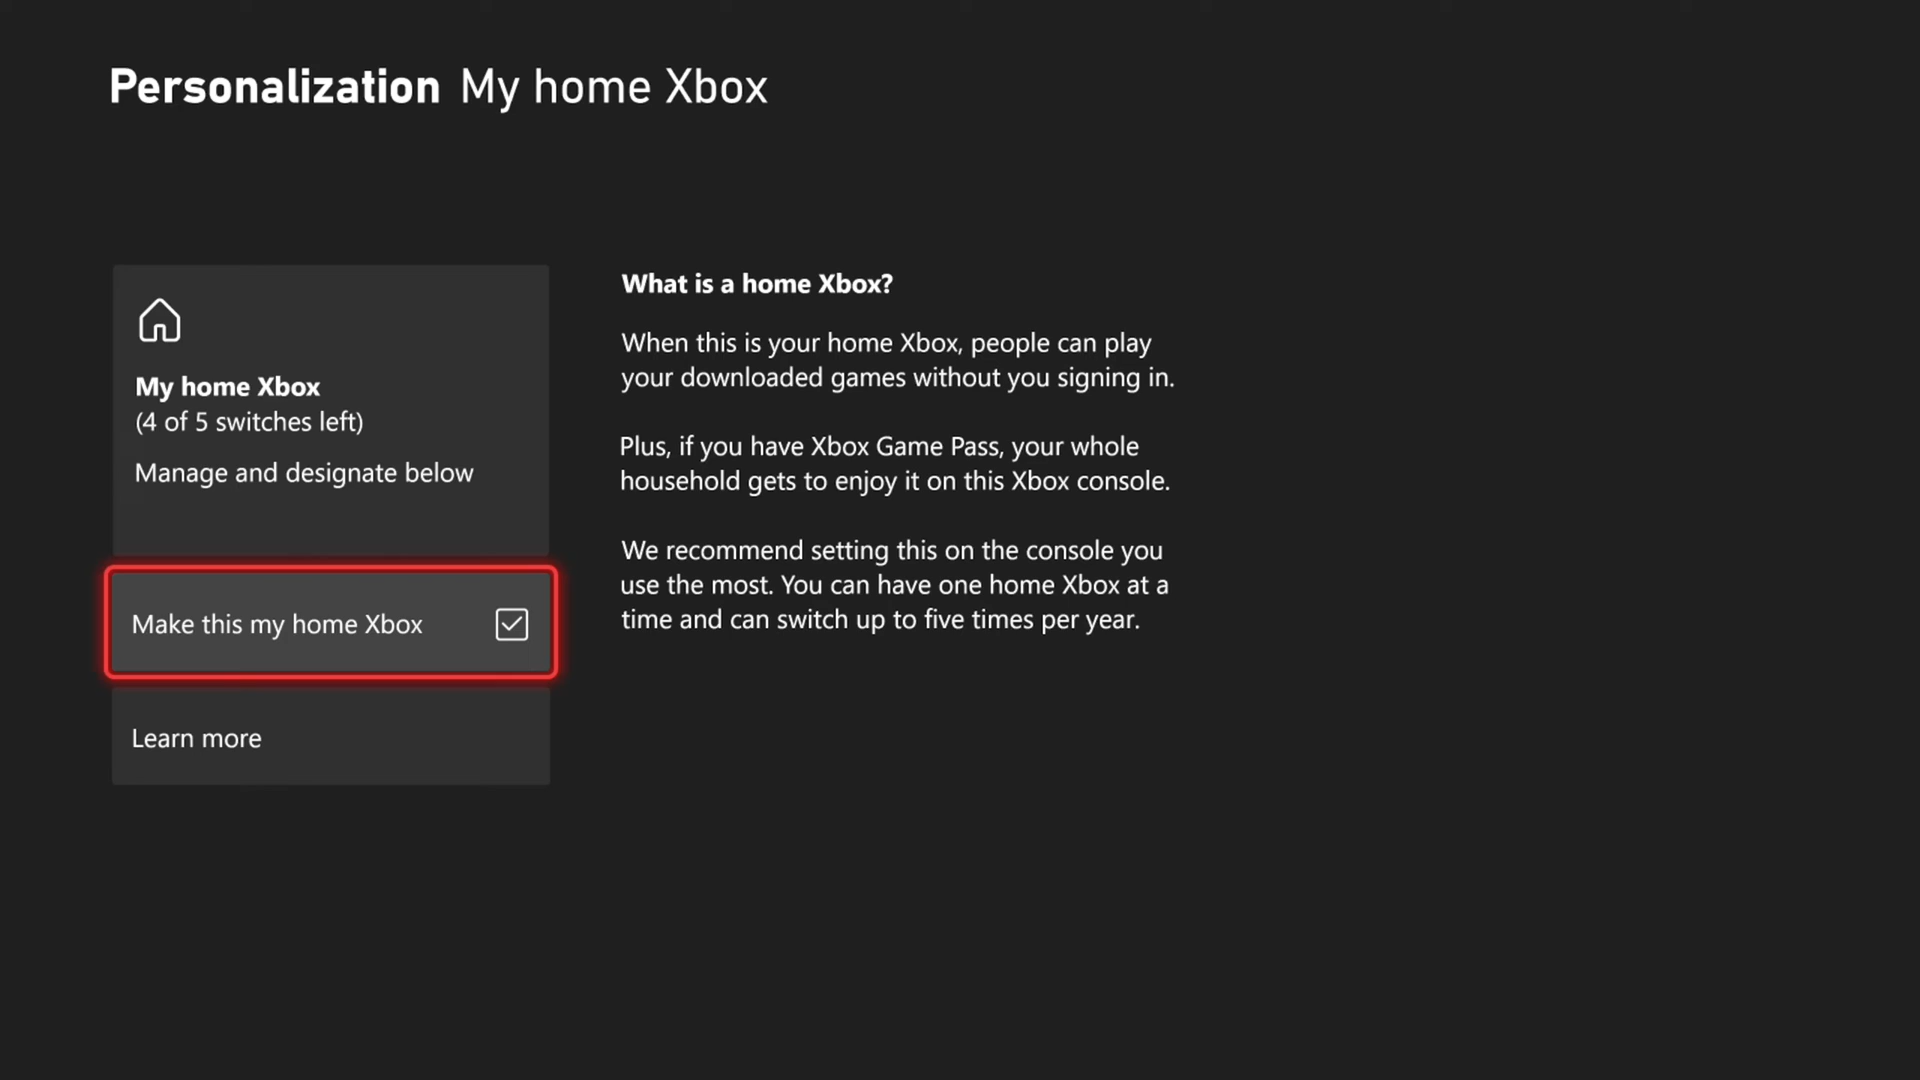 Personalization My home Xbox
My home Xbox
(4 of 5 switches left)
Manage and designate below
Make this my home Xbox
Learn more
What is a home Xbox?
When this is your home Xbox, people can play
your downloaded games without you signing in.
Plus, if you have Xbox Game Pass, your whole
household gets to enjoy it on this Xbox console.
We recommend setting this on the console you
use the most. You can have one home Xbox at a
time and can switch up to five times per year.